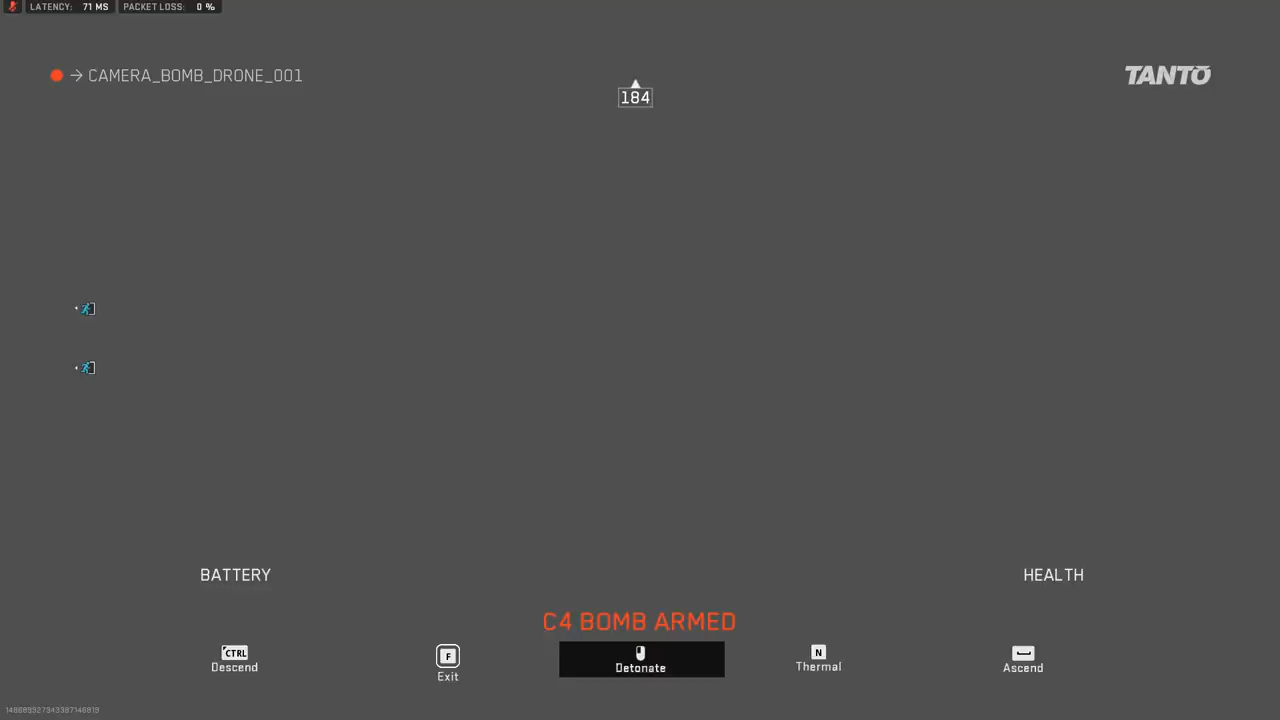 LATENCY: 71 MS PACKET LOSS: 0 %
CAMERA_BOMB_DRONE_001
184
TANTO
BATTERY
HEALTH
C4 BOMB ARMED
CTRL
Descend
F
Exit
Detonate
N
Thermal
Ascend